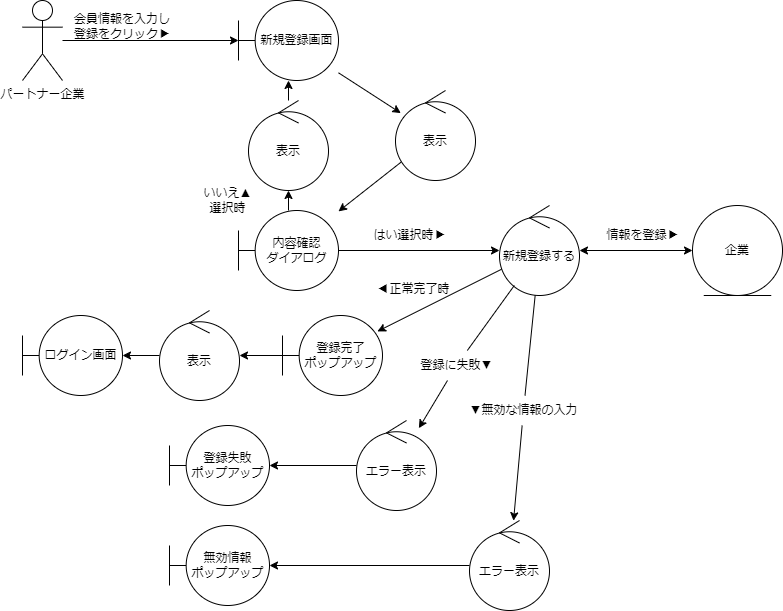 会員情報を入力し
登録をクリック▶
新規登録画面
パートナー企業
表示
表示
いいえ▲
選択時
内容確認
ダイアログ
はい選択時▶
新規登録する
情報を登録▶
企業
◀正常完了時
ログイン画面
表示
登録完了
ポップアップ
登録に失敗▼
▼無効な情報の入力
登録失敗
ポップアップ
エラー表示
無効情報
ポップアップ
エラー表示